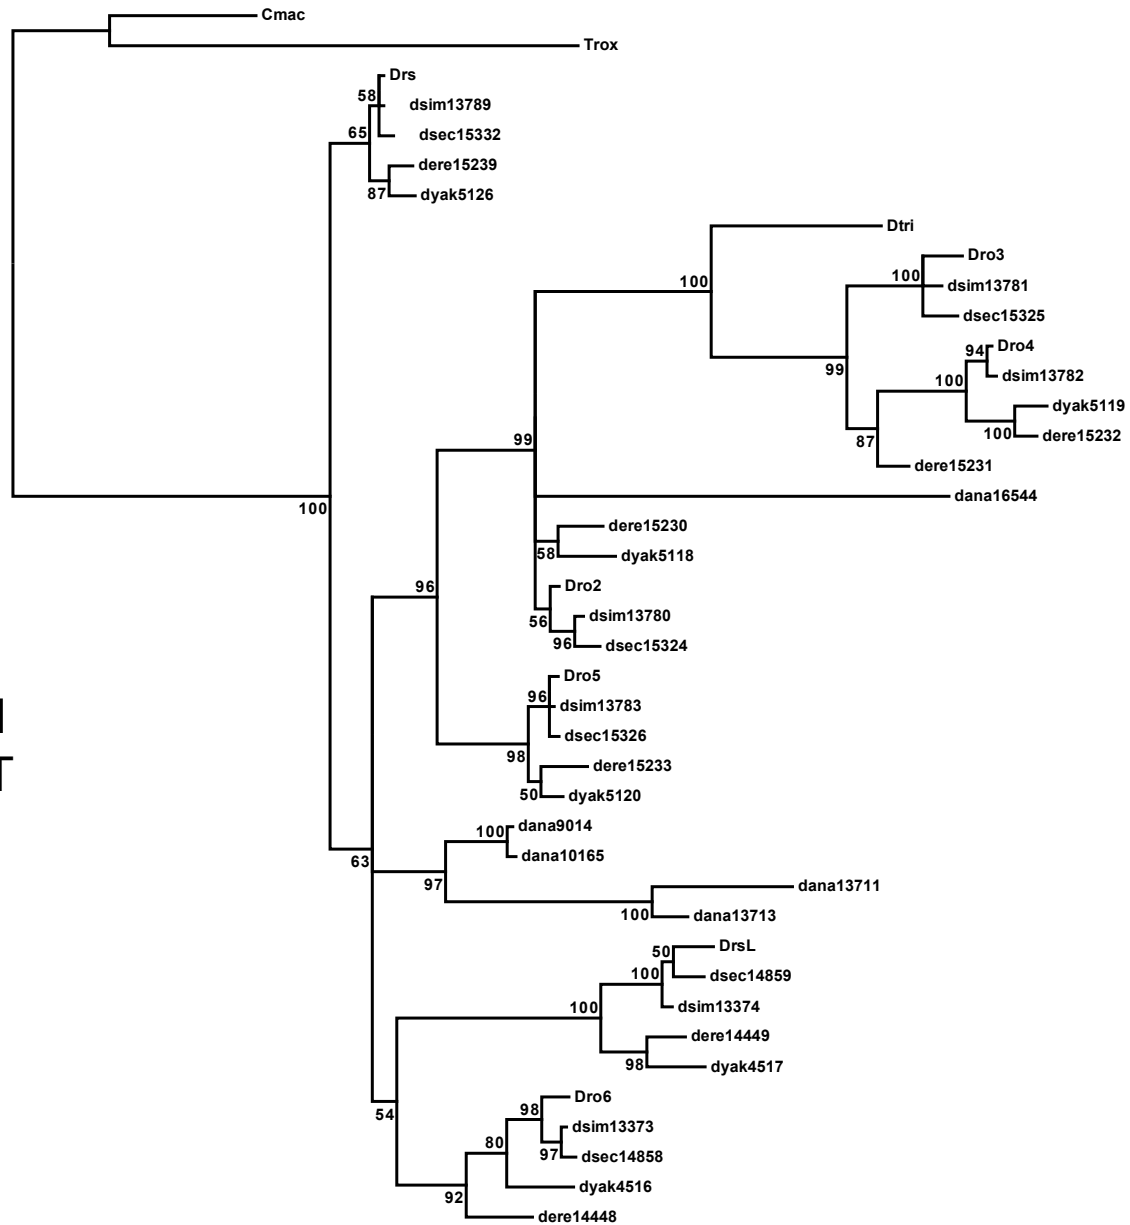 Cmac
Trox
Drs
58
dsim13789
65
dsec15332
dere15239
87
dyak5126
Dtri
Dro3
100
100
dsim13781
dsec15325
Dro4
94
99
dsim13782
100
dyak5119
100
dere15232
87
99
dere15231
100
dana16544
dere15230
58
dyak5118
96
Dro2
56
dsim13780
96
dsec15324
Dro5
96
dsim13783
dsec15326
98
dere15233
50
dyak5120
100
dana9014
63
dana10165
97
dana13711
100
dana13713
DrsL
50
100
dsec14859
100
dsim13374
dere14449
98
dyak4517
54
Dro6
98
dsim13373
80
97
dsec14858
dyak4516
92
dere14448